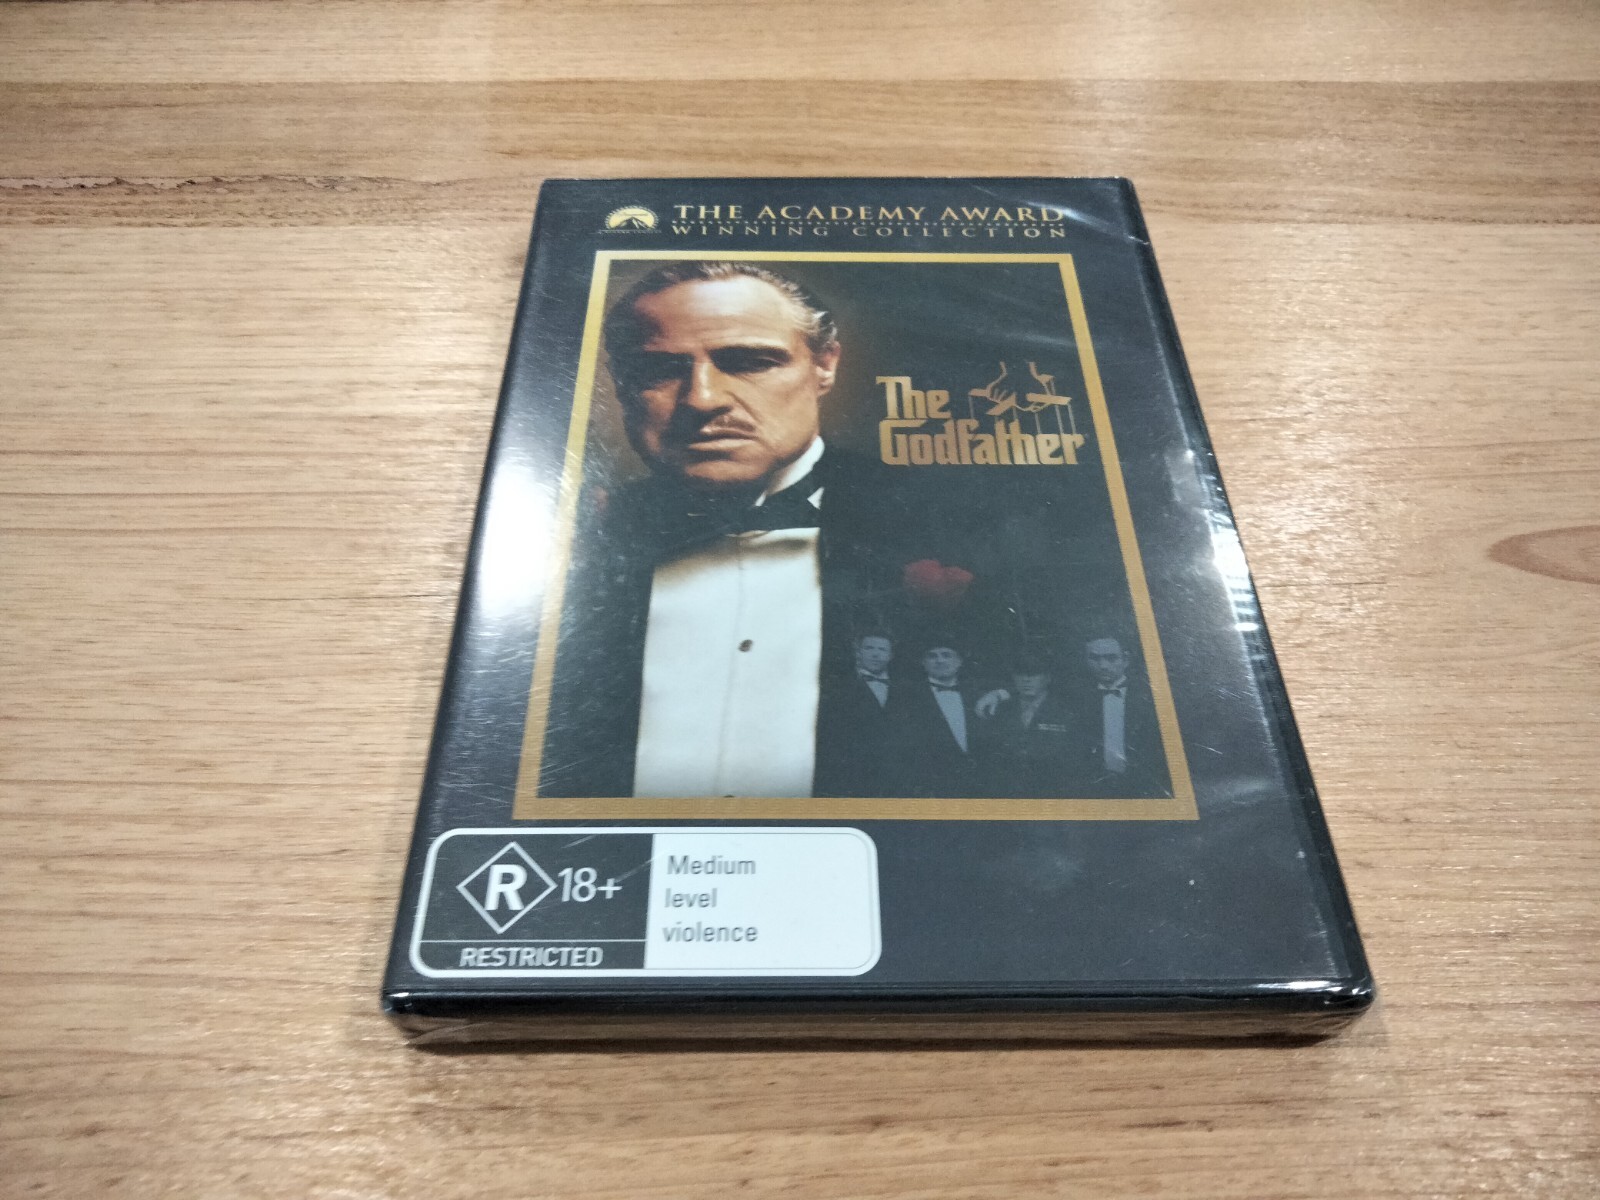 THE ACADEMY AWARD
WINNING COLLECTION
The
Godfather
R 18+
RESTRICTED
Medium
level
violence